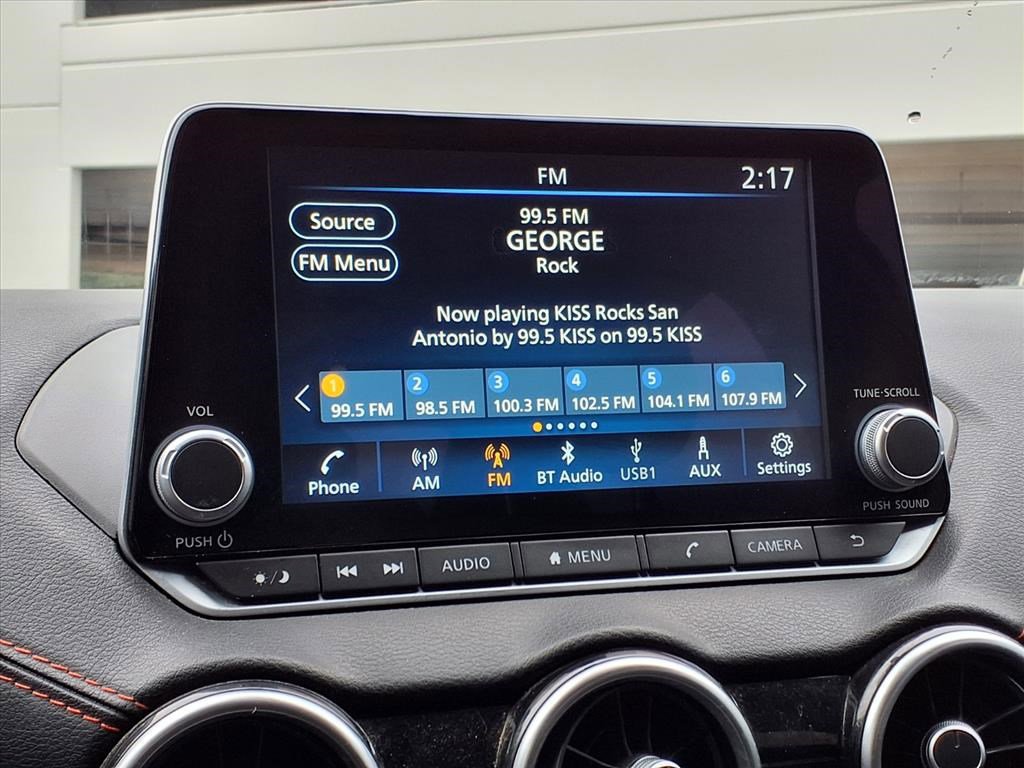 FM
2:17
Source
FM Menu
99.5 FM
GEORGE
Rock
Now playing KISS Rocks San
Antonio by 99.5 KISS on 99.5 KISS
1 2 3 4 5 6
99.5 FM 98.5 FM 100.3 FM 102.5 FM 104.1 FM 107.9 FM
Phone AM FM BT Audio USB1 AUX Settings
VOL
PUSH
TUNE·SCROLL
PUSH SOUND
AUDIO MENU CAMERA